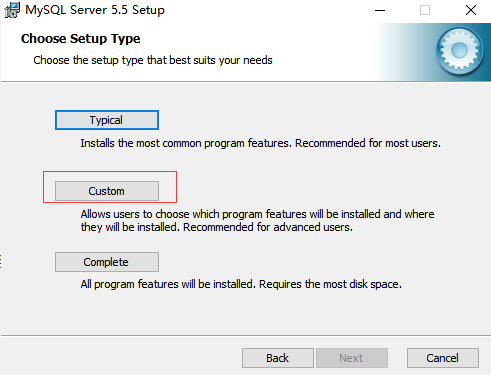 MySQL Server 5.5 Setup
Choose Setup Type
Choose the setup type that best suits your needs
Typical
Installs the most common program features. Recommended for most users.
Custom
Allows users to choose which program features will be installed and where
they will be installed. Recommended for advanced users.
Complete
All program features will be installed. Requires the most disk space.
Back Next Cancel